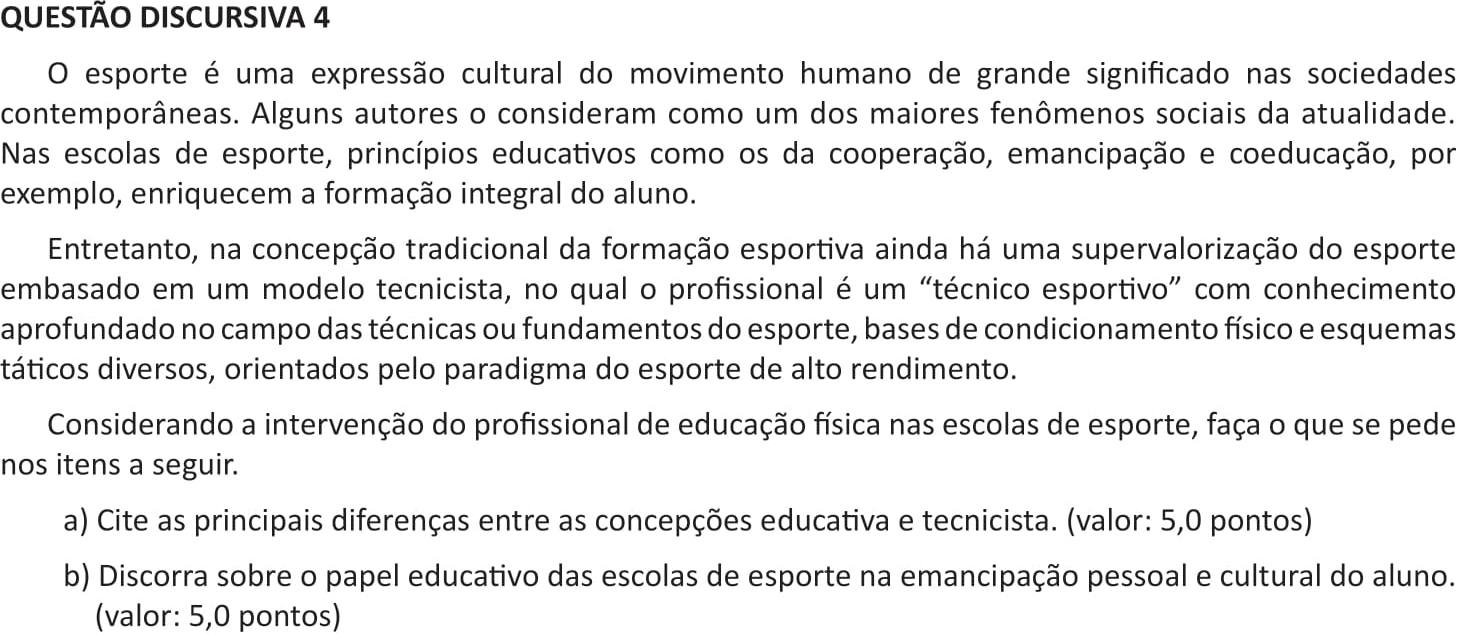 QUESTÃO DISCURSIVA 4
O esporte é uma expressão cultural do movimento humano de grande significado nas sociedades
contemporâneas. Alguns autores o consideram como um dos maiores fenômenos sociais da atualidade.
Nas escolas de esporte, princípios educativos como os da cooperação, emancipação e coeducação, por
exemplo, enriquecem a formação integral do aluno.
Entretanto, na concepção tradicional da formação esportiva ainda há uma supervalorização do esporte
embasado em um modelo tecnicista, no qual o profissional é um “técnico esportivo” com conhecimento
aprofundado no campo das técnicas ou fundamentos do esporte, bases de condicionamento físico e esquemas
táticos diversos, orientados pelo paradigma do esporte de alto rendimento.
Considerando a intervenção do profissional de educação física nas escolas de esporte, faça o que se pede
nos itens a seguir.
a) Cite as principais diferenças entre as concepções educativa e tecnicista. (valor: 5,0 pontos)
b) Discorra sobre o papel educativo das escolas de esporte na emancipação pessoal e cultural do aluno.
(valor: 5,0 pontos)